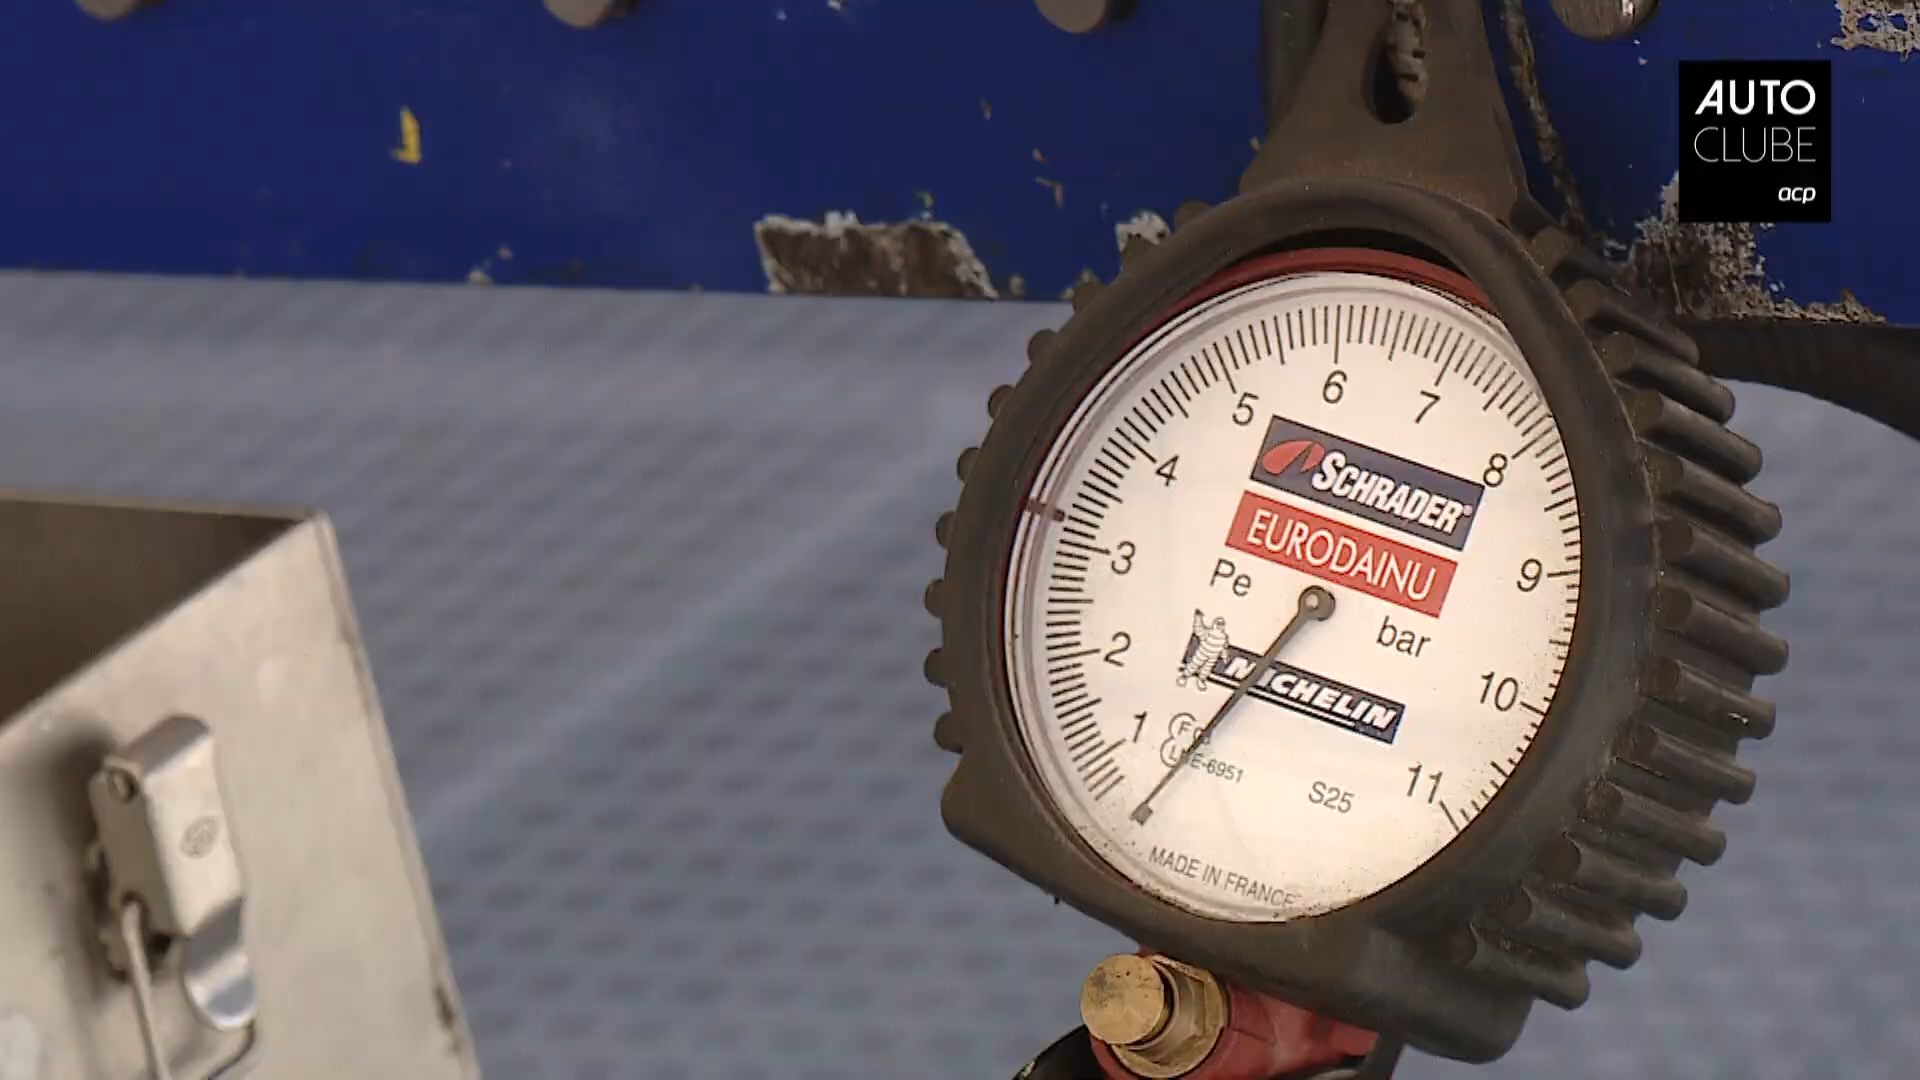 AUTO
CLUBE
acp
6
5
7
4
8
SCHRADER®
EURODAINU
3
9
Pe
bar
2
MICHELIN
10
1
E-6951
11
S25
MADE IN FRANCE